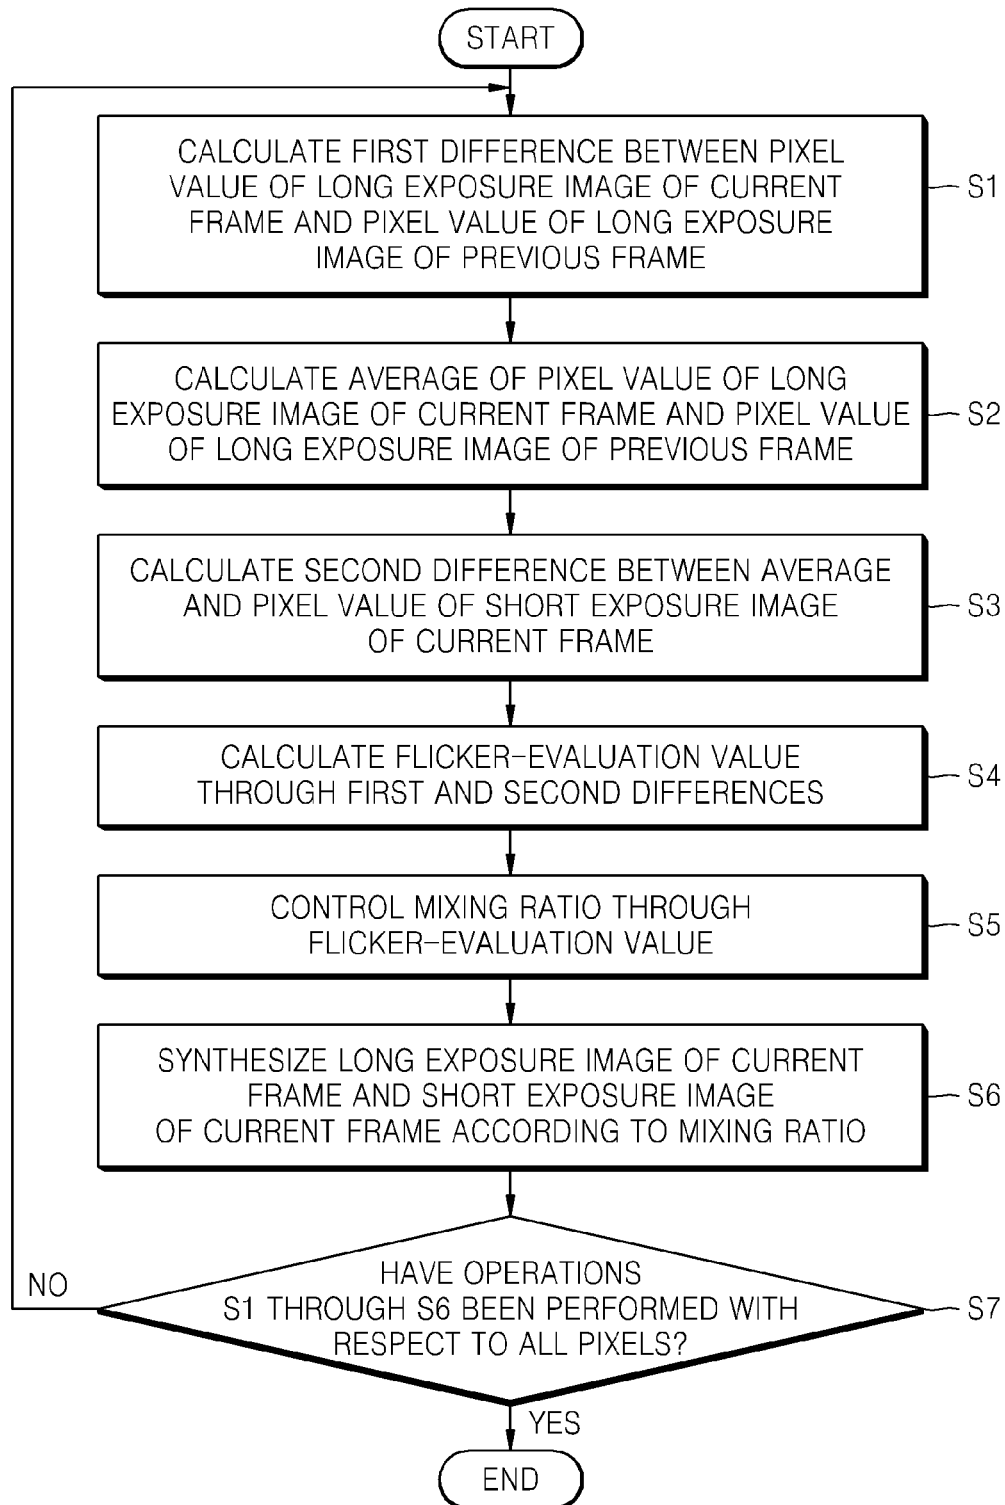 START
CALCULATE FIRST DIFFERENCE BETWEEN PIXEL
VALUE OF LONG EXPOSURE IMAGE OF CURRENT
FRAME AND PIXEL VALUE OF LONG EXPOSURE
IMAGE OF PREVIOUS FRAME
S1
CALCULATE AVERAGE OF PIXEL VALUE OF LONG
EXPOSURE IMAGE OF CURRENT FRAME AND PIXEL VALUE
OF LONG EXPOSURE IMAGE OF PREVIOUS FRAME
S2
CALCULATE SECOND DIFFERENCE BETWEEN AVERAGE
AND PIXEL VALUE OF SHORT EXPOSURE IMAGE
OF CURRENT FRAME
S3
CALCULATE FLICKER-EVALUATION VALUE
THROUGH FIRST AND SECOND DIFFERENCES
S4
CONTROL MIXING RATIO THROUGH
FLICKER-EVALUATION VALUE
S5
SYNTHESIZE LONG EXPOSURE IMAGE OF CURRENT
FRAME AND SHORT EXPOSURE IMAGE
OF CURRENT FRAME ACCORDING TO MIXING RATIO
S6
HAVE OPERATIONS
S1 THROUGH S6 BEEN PERFORMED WITH
RESPECT TO ALL PIXELS?
S7
NO
YES
END